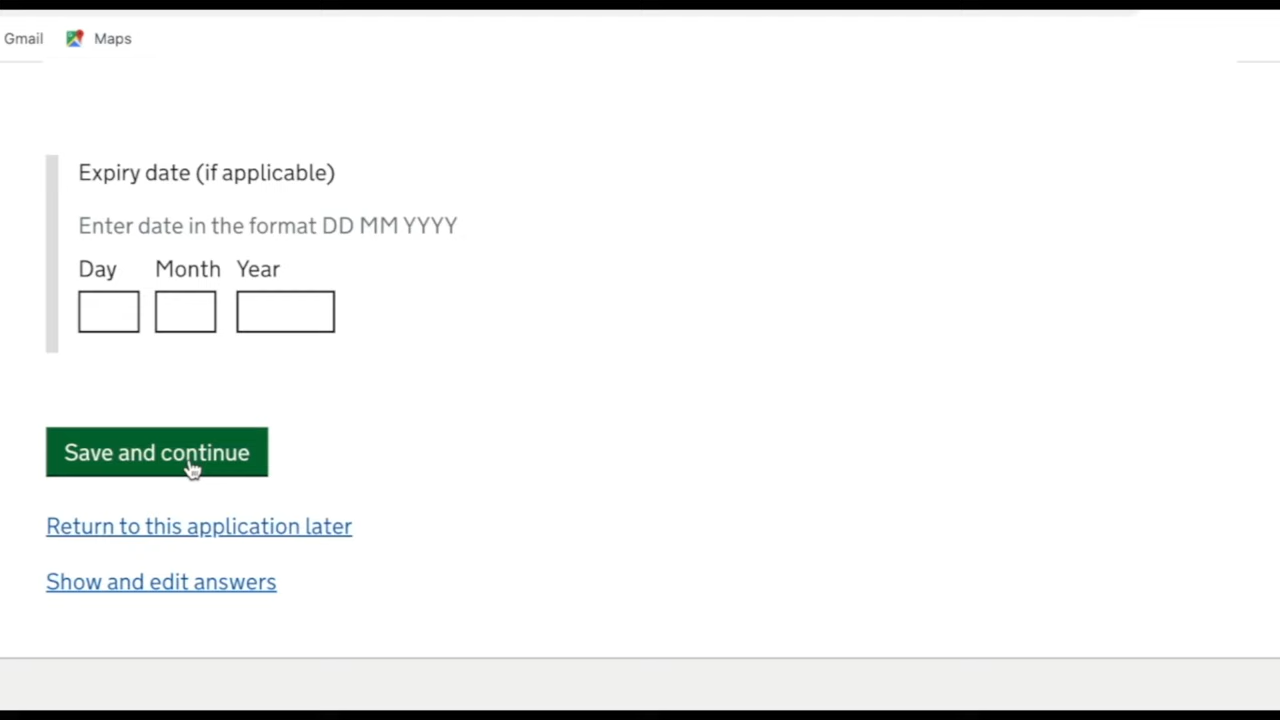 Gmail
Maps
Expiry date (if applicable)
Enter date in the format DD MM YYYY
Day Month Year
Save and continue
Return to this application later
Show and edit answers